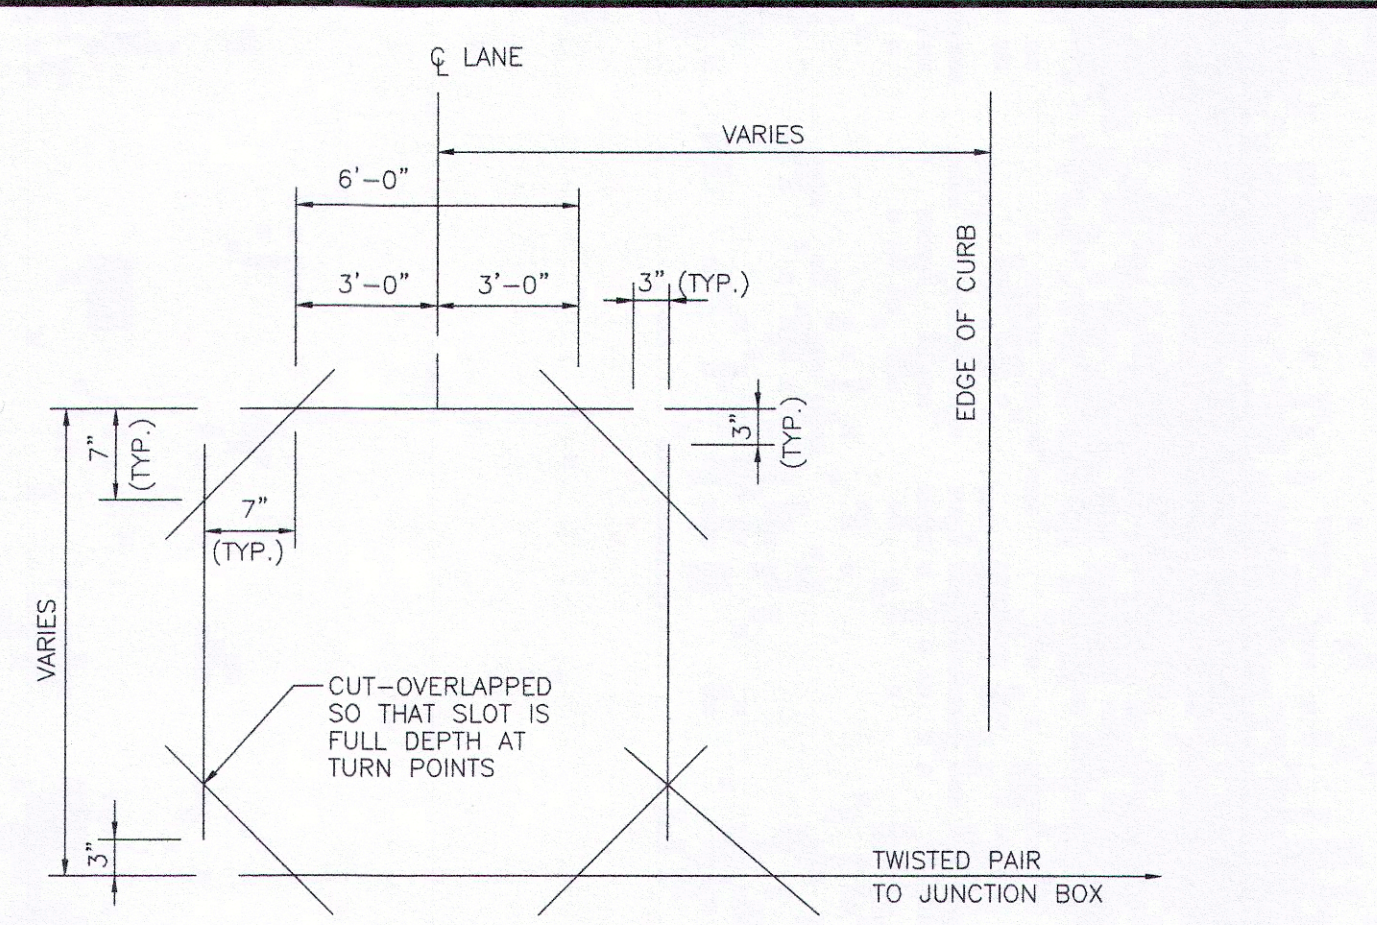 ℄ LANE
VARIES
6'-0"
3'-0" 3'-0" 3" (TYP.)
EDGE OF CURB
7"
(TYP.)
3"
(TYP.)
7"
(TYP.)
VARIES
CUT-OVERLAPPED
SO THAT SLOT IS
FULL DEPTH AT
TURN POINTS
3"
TWISTED PAIR
TO JUNCTION BOX